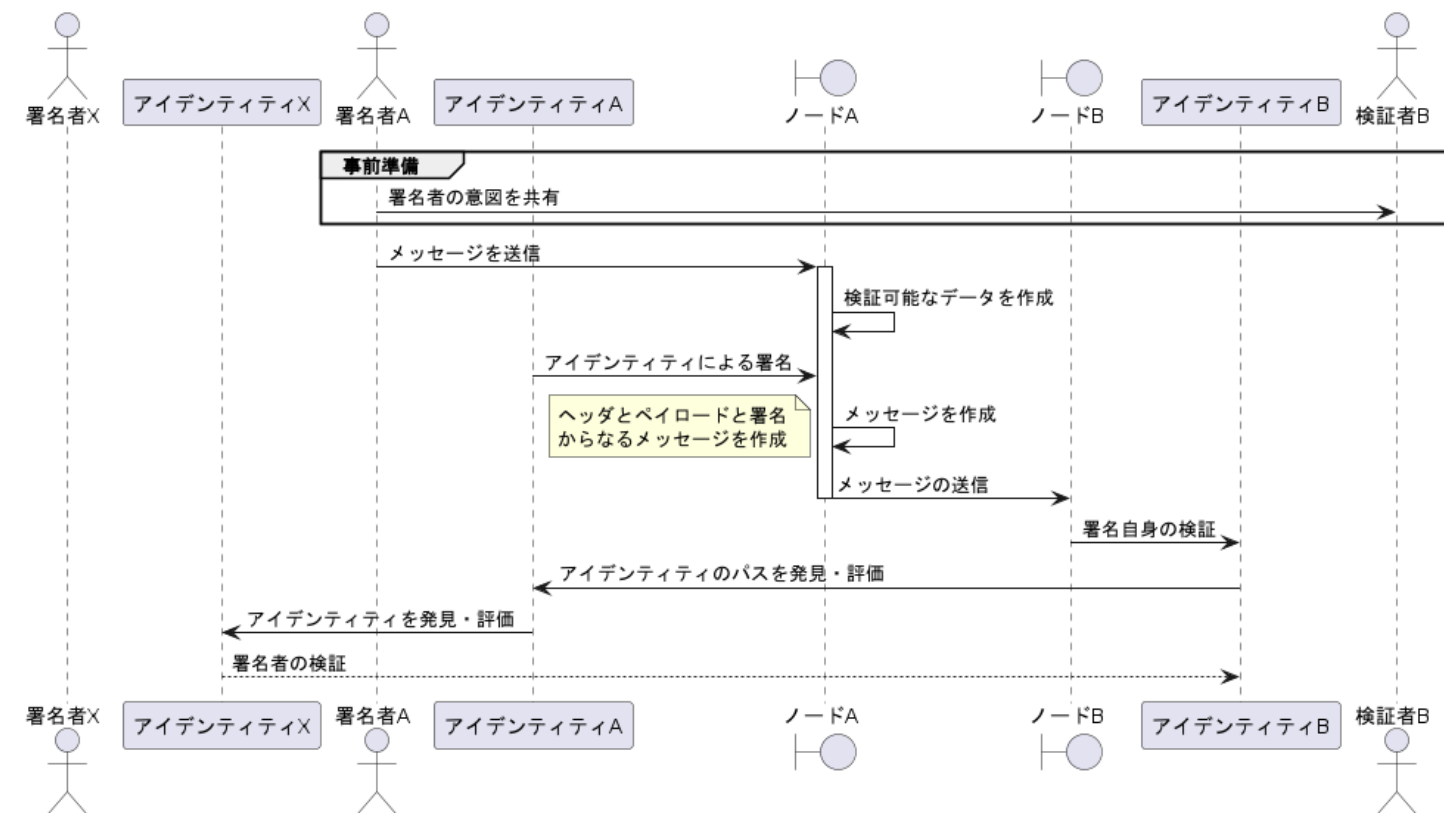 署名者X
アイデンティティX
署名者A
アイデンティティA
ノードA
ノードB
アイデンティティB
検証者B
事前準備
署名者の意図を共有
メッセージを送信
検証可能なデータを作成
アイデンティティによる署名
ヘッダとペイロードと署名
からなるメッセージを作成
メッセージを作成
メッセージの送信
署名自身の検証
アイデンティティのパスを発見・評価
アイデンティティを発見・評価
署名者の検証
署名者X
アイデンティティX
署名者A
アイデンティティA
ノードA
ノードB
アイデンティティB
検証者B